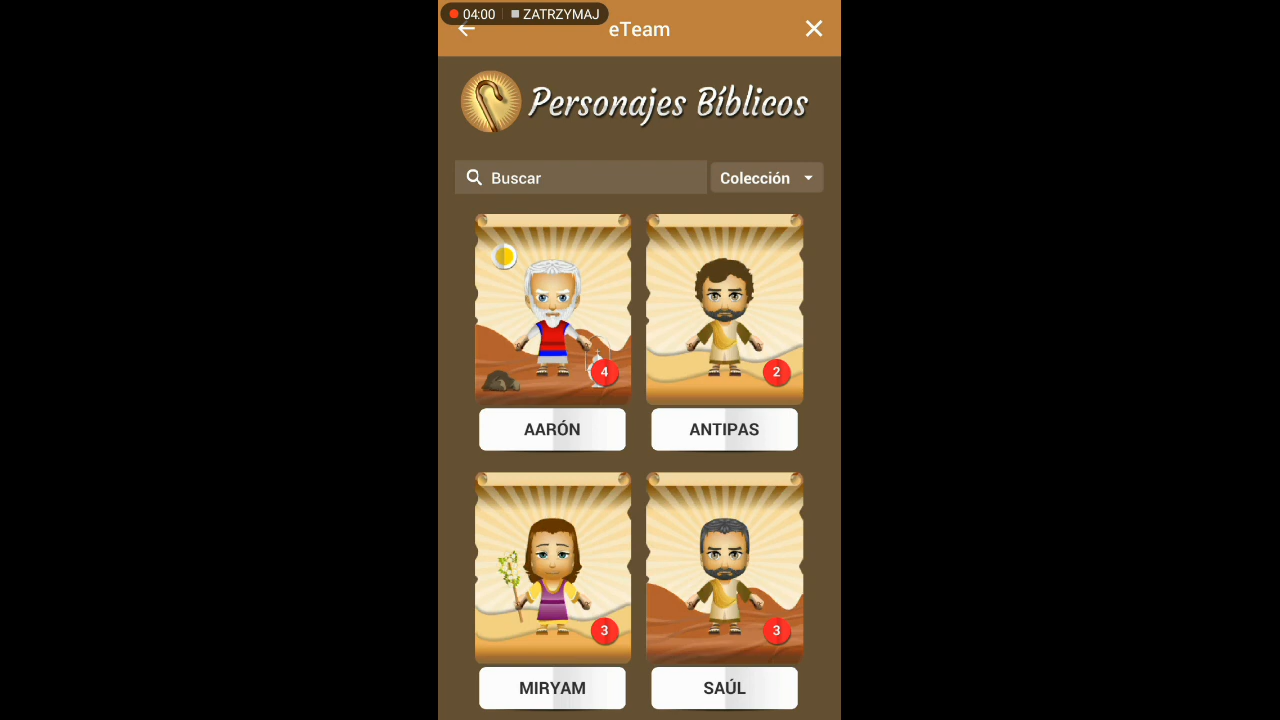 04:00 ZATRZYMAJ
eTeam
Personajes Bíblicos
Buscar
Colección
4
2
AARÓN
ANTIPAS
3
3
MIRYAM
SAÚL